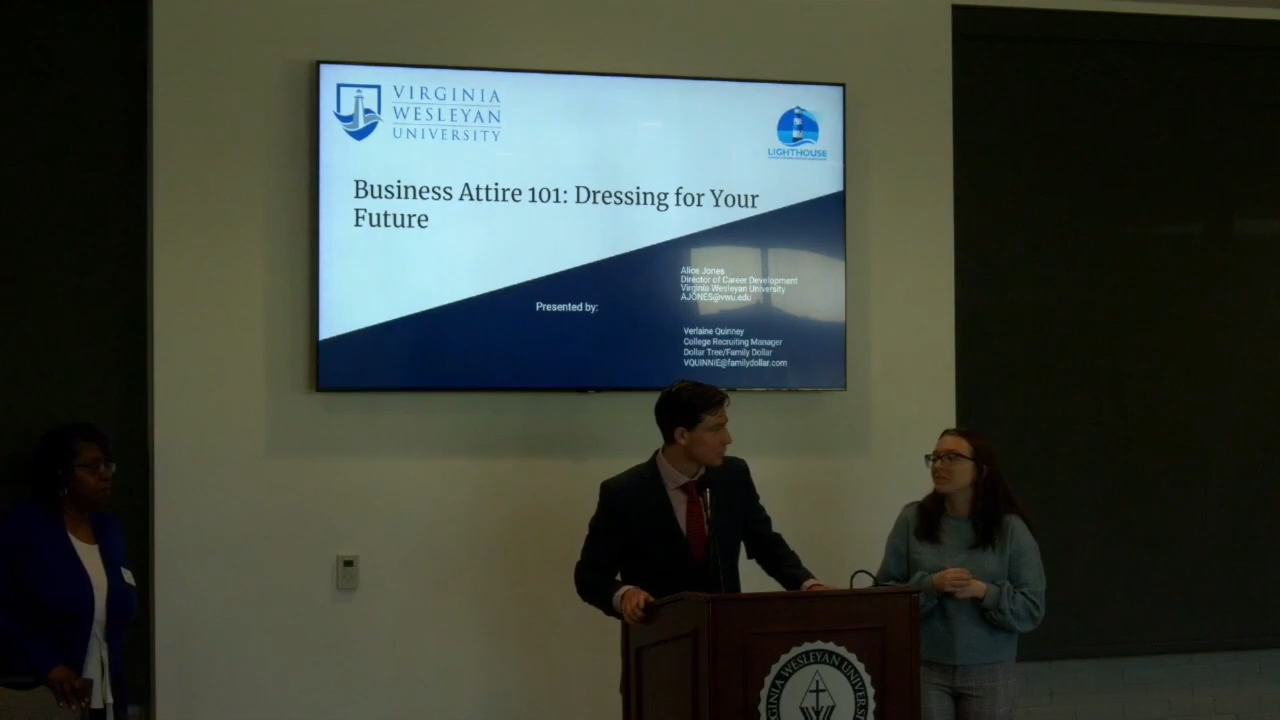 VIRGINIA
WESLEYAN
UNIVERSITY
LIGHTHOUSE
Business Attire 101: Dressing for Your
Future
Presented by:
Alice Jones
Director of Career Development
Virginia Wesleyan University
AJONES@vwu.edu
Verlaine Quinney
College Recruiting Manager
Dollar Tree/Family Dollar
VQUINNIE@familydollar.com
WESLEYAN